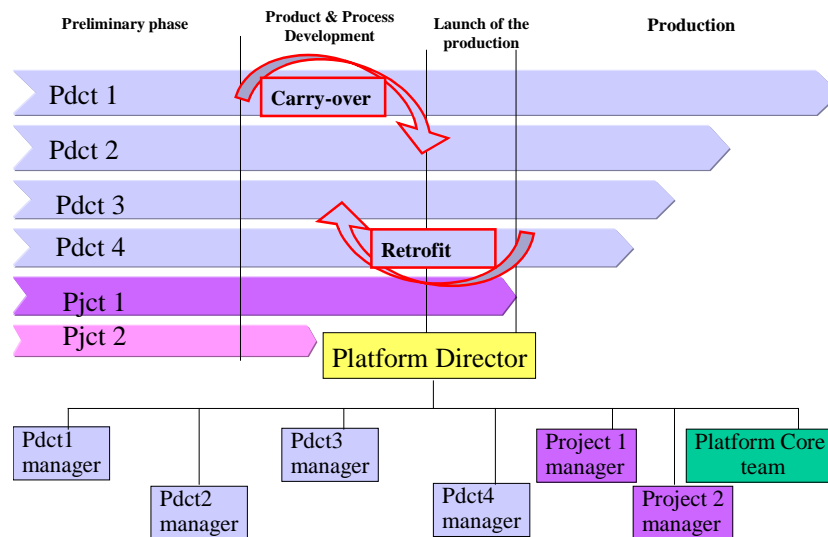 Preliminary phase
Product & Process
Development
Launch of the
production
Production
Pdct 1
Carry-over
Pdct 2
Pdct 3
Pdct 4
Retrofit
Pjct 1
Pjct 2
Platform Director
Pdct1
manager
Pdct2
manager
Pdct3
manager
Pdct4
manager
Project 1
manager
Project 2
manager
Platform Core
team